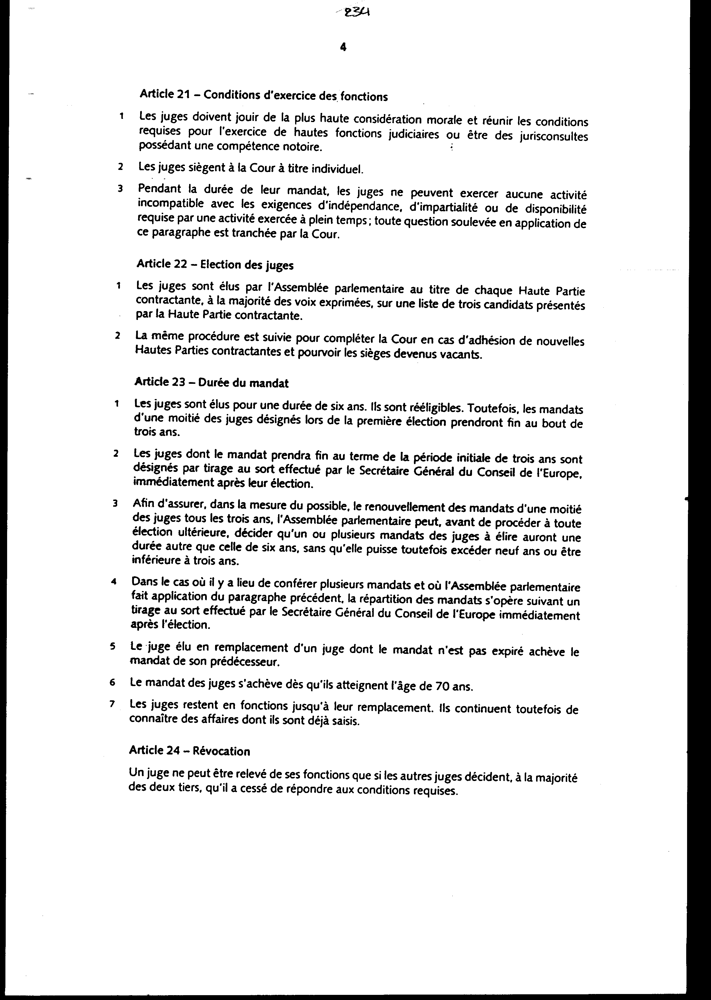 234
4
Article 21 – Conditions d'exercice des fonctions
1 Les juges doivent jouir de la plus haute considération morale et réunir les conditions
requises pour l'exercice de hautes fonctions judiciaires ou être des jurisconsultes
possédant une compétence notoire.
2 Les juges siègent à la Cour à titre individuel.
3 Pendant la durée de leur mandat, les juges ne peuvent exercer aucune activité
incompatible avec les exigences d'indépendance, d'impartialité ou de disponibilité
requise par une activité exercée à plein temps ; toute question soulevée en application de
ce paragraphe est tranchée par la Cour.
Article 22 – Election des juges
1 Les juges sont élus par l'Assemblée parlementaire au titre de chaque Haute Partie
contractante, à la majorité des voix exprimées, sur une liste de trois candidats présentés
par la Haute Partie contractante.
2 La même procédure est suivie pour compléter la Cour en cas d'adhésion de nouvelles
Hautes Parties contractantes et pourvoir les sièges devenus vacants.
Article 23 – Durée du mandat
1 Les juges sont élus pour une durée de six ans. Ils sont rééligibles. Toutefois, les mandats
d'une moitié des juges désignés lors de la première élection prendront fin au bout de
trois ans.
2 Les juges dont le mandat prendra fin au terme de la période initiale de trois ans sont
désignés par tirage au sort effectué par le Secrétaire Général du Conseil de l'Europe,
immédiatement après leur élection.
3 Afin d'assurer, dans la mesure du possible, le renouvellement des mandats d'une moitié
des juges tous les trois ans, l'Assemblée parlementaire peut, avant de procéder à toute
élection ultérieure, décider qu'un ou plusieurs mandats des juges à élire auront une
durée autre que celle de six ans, sans qu'elle puisse toutefois excéder neuf ans ou être
inférieure à trois ans.
4 Dans le cas où il y a lieu de conférer plusieurs mandats et où l'Assemblée parlementaire
fait application du paragraphe précédent, la répartition des mandats s'opère suivant un
tirage au sort effectué par le Secrétaire Général du Conseil de l'Europe immédiatement
après l'élection.
5 Le juge élu en remplacement d'un juge dont le mandat n'est pas expiré achève le
mandat de son prédécesseur.
6 Le mandat des juges s'achève dès qu'ils atteignent l'âge de 70 ans.
7 Les juges restent en fonctions jusqu'à leur remplacement. Ils continuent toutefois de
connaître des affaires dont ils sont déjà saisis.
Article 24 – Révocation
Un juge ne peut être relevé de ses fonctions que si les autres juges décident, à la majorité
des deux tiers, qu'il a cessé de répondre aux conditions requises.